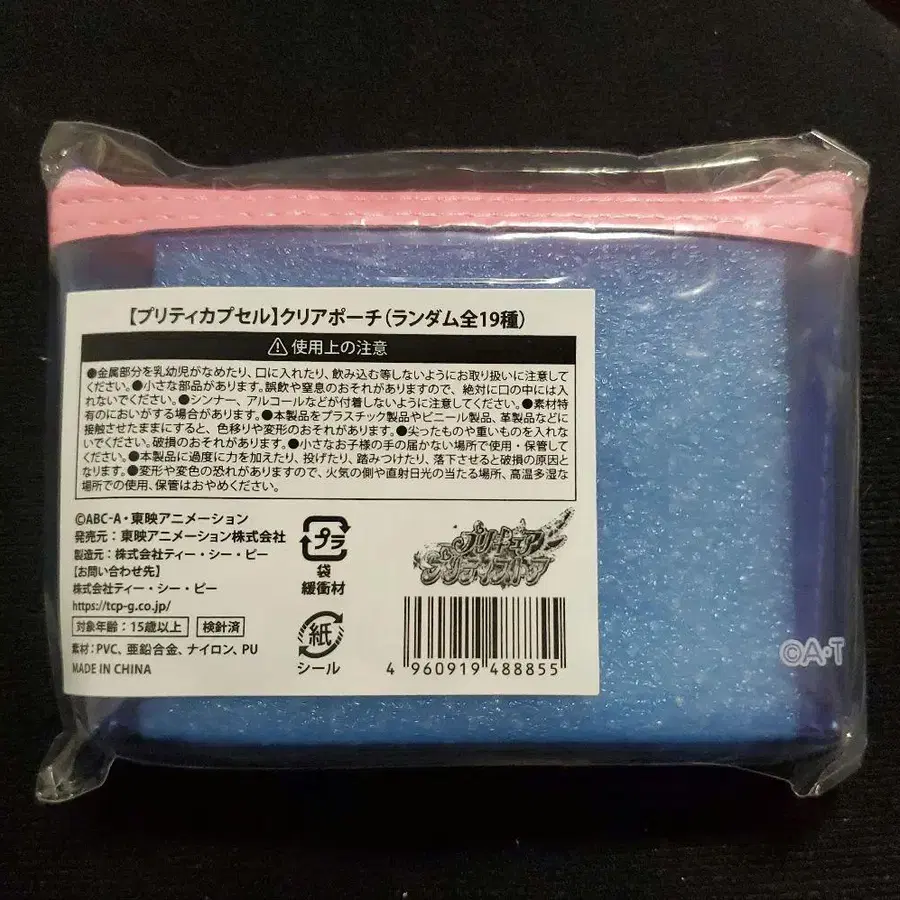 【プリティカプセル】クリアポーチ（ランダム全19種）
⚠使用上の注意
●金属部分を乳幼児がなめたり、口に入れたり、飲み込む等しないようにお取り扱いに注意して
ください。●小さな部品があります。誤飲や窒息のおそれがありますので、絶対に口の中には入
れないでください。●シンナー、アルコールなどが付着しないように注意してください。●素材特
有のにおいがする場合があります。●本製品をプラスチック製品やビニール製品、革製品などに
接触させたままにすると、色移りや変形のおそれがあります。●尖ったものや重いものを入れな
いでください。破損のおそれがあります。●小さなお子様の手の届かない場所で使用・保管して
ください。●本製品に過度に力を加えたり、投げたり、踏みつけたり、落下させると破損の原因と
なります。●変形や変色の恐れがありますので、火気の側や直射日光の当たる場所、高温多湿な
場所での使用、保管はおやめください。
©ABC-A・東映アニメーション
発売元：東映アニメーション株式会社
製造元：株式会社ティー・シー・ピー
【お問い合わせ先】
株式会社ティー・シー・ピー
https://tcp-g.co.jp/
対象年齢：15歳以上 検針済
素材：PVC、亜鉛合金、ナイロン、PU
MADE IN CHINA
プラ
袋
緩衝材
紙
シール
プリキュア
プリティストア
4 960919 488855
©A・T